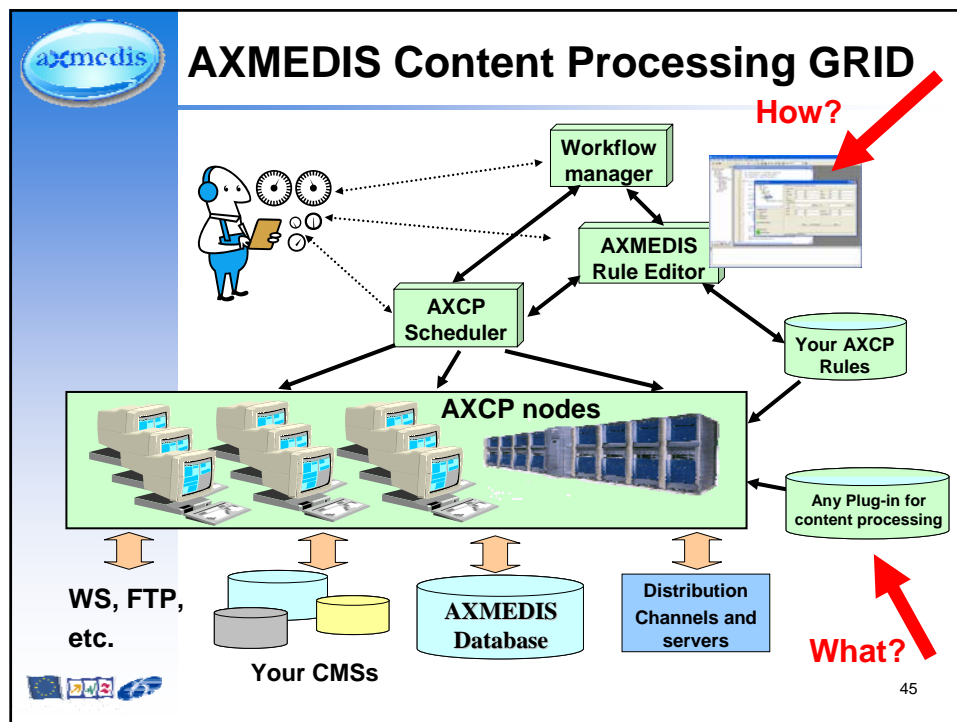 axmedis
AXMEDIS Content Processing GRID
How?
Workflow
manager
AXMEDIS
Rule Editor
AXCP
Scheduler
Your AXCP
Rules
AXCP nodes
Any Plug-in for
content processing
WS, FTP,
etc.
Your CMSs
AXMEDIS
Database
Distribution
Channels and
servers
What?
45